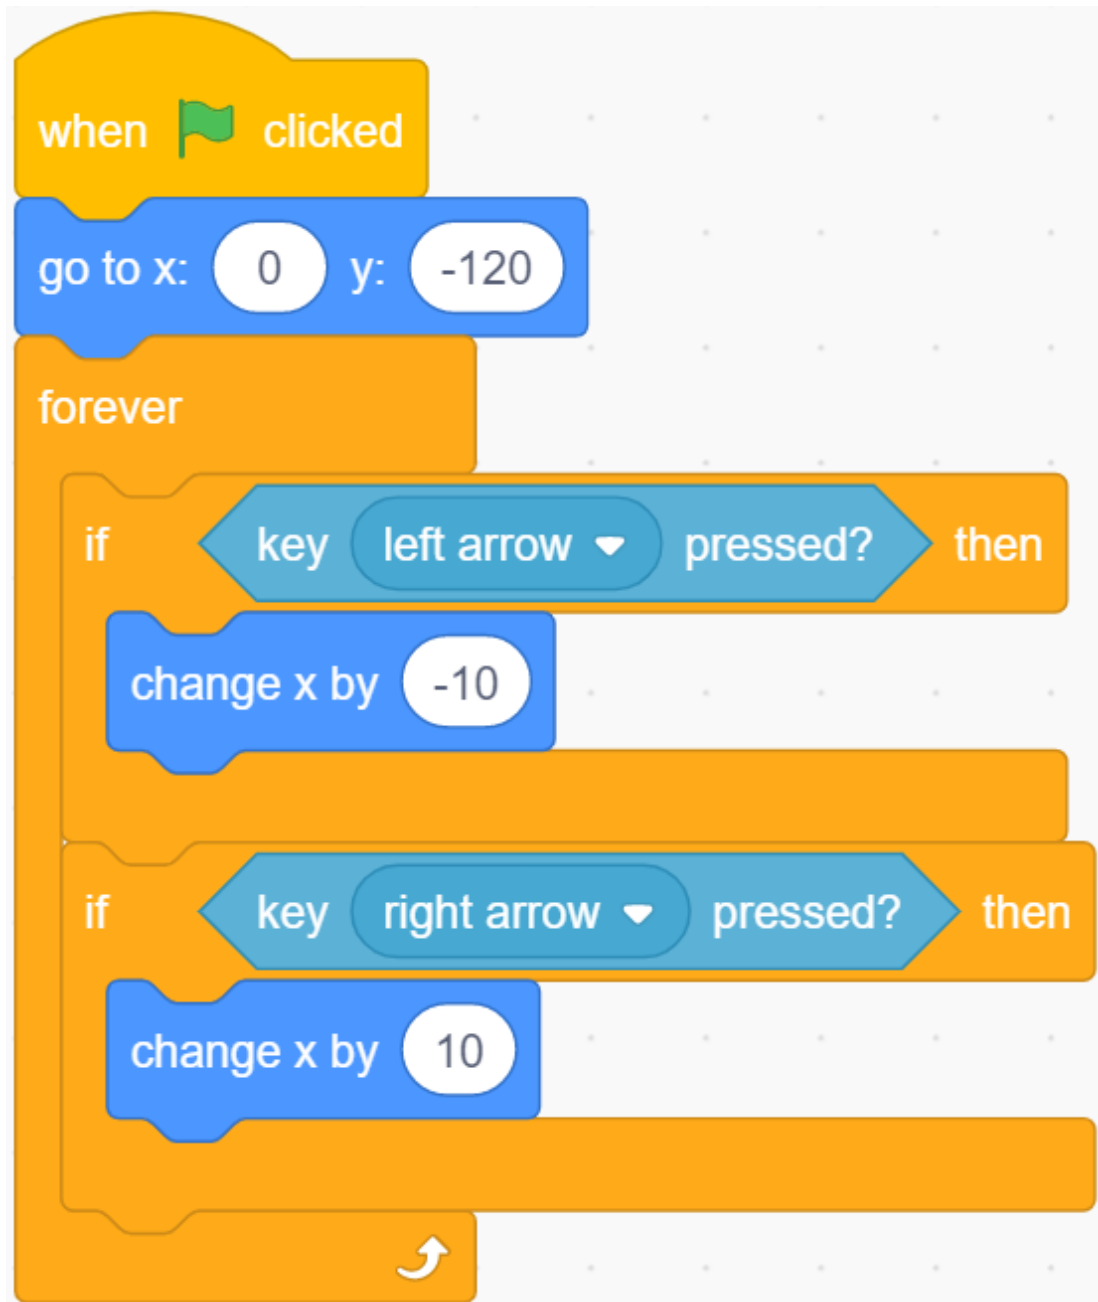 when clicked
go to x: 0 y: -120
forever
if key left arrow pressed? then
change x by -10
if key right arrow pressed? then
change x by 10